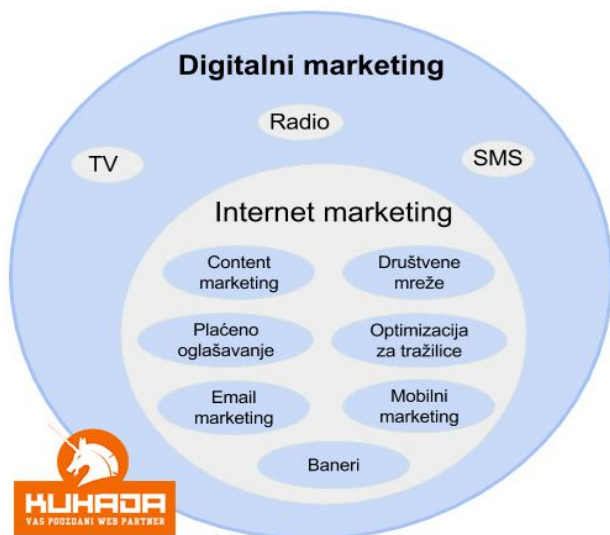 Digitalni marketing
Radio
TV
SMS
Internet marketing
Content
marketing
Društvene
mreže
Plaćeno
oglašavanje
Optimizacija
za tražilice
Email
marketing
Mobilni
marketing
Baneri
KUHADA
VAS POUZDANI WEB PARTNER